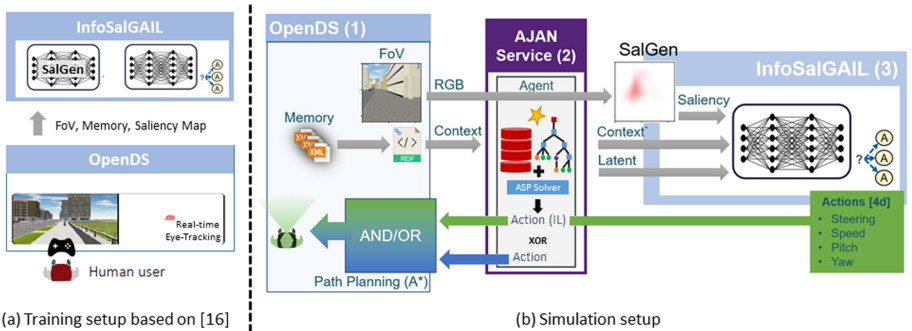 InfoSalGAIL
SalGen
?
A
A
A
FoV, Memory, Saliency Map
OpenDS
Real-time
Eye-Tracking
Human user
(a) Training setup based on [16]
OpenDS (1)
FoV
Memory
XML
RDF
RGB
Context
AND/OR
Path Planning (A*)
AJAN
Service (2)
Agent
+
ASP Solver
Action (IL)
XOR
Action
SalGen
InfoSalGAIL (3)
Saliency
Context`
Latent
?
A
A
A
Actions [4d]
• Steering
• Speed
• Pitch
• Yaw
(b) Simulation setup